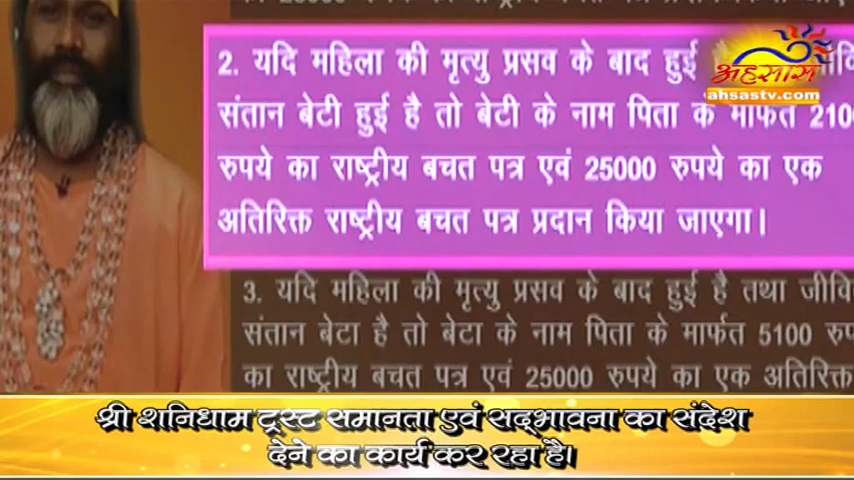 2. यदि महिला की मृत्यु प्रसव के बाद हुई
संतान बेटी हुई है तो बेटी के नाम पिता के मार्फत
रुपये का राष्ट्रीय बचत पत्र एवं 25000 रुपये का एक
अतिरिक्त राष्ट्रीय बचत पत्र प्रदान किया जाएगा।
अहसास
ahsastv.com
3. यदि महिला की मृत्यु प्रसव के बाद हुई है तथा
संतान बेटा है तो बेटा के नाम पिता के मार्फत 5100
का राष्ट्रीय बचत पत्र एवं 25000 रुपये का एक अतिरिक्त
श्री शनिधाम ट्रस्ट समानता एवं सद्भावना का संदेश
देने का कार्य कर रहा है।